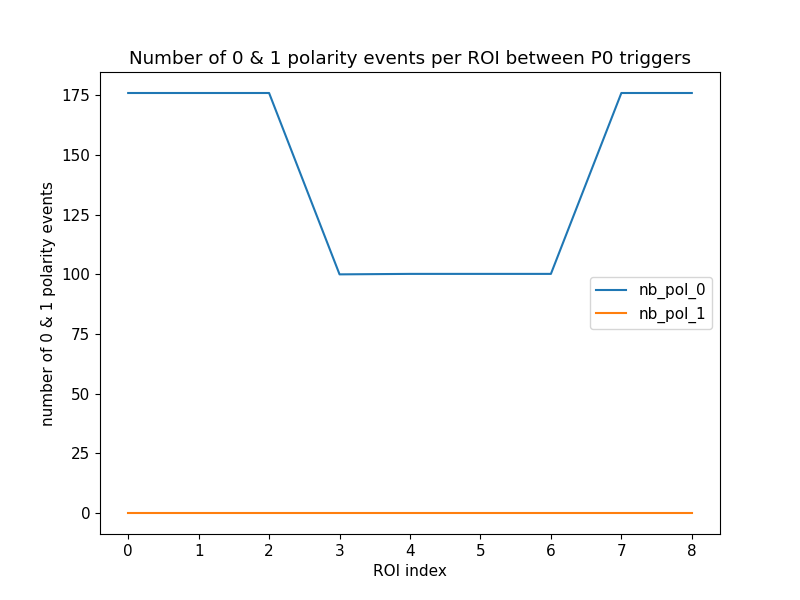 Number of 0 & 1 polarity events per ROI between P0 triggers
175
150
125
100
75
50
25
0
number of 0 & 1 polarity events
nb_pol_0
nb_pol_1
0 1 2 3 4 5 6 7 8
ROI index